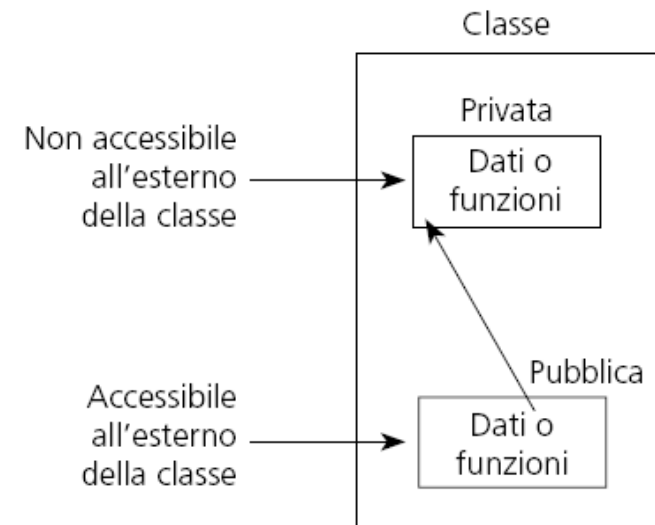 Classe
Privata
Non accessibile
all'esterno
della classe
Dati o
funzioni
Pubblica
Accessibile
all'esterno
della classe
Dati o
funzioni